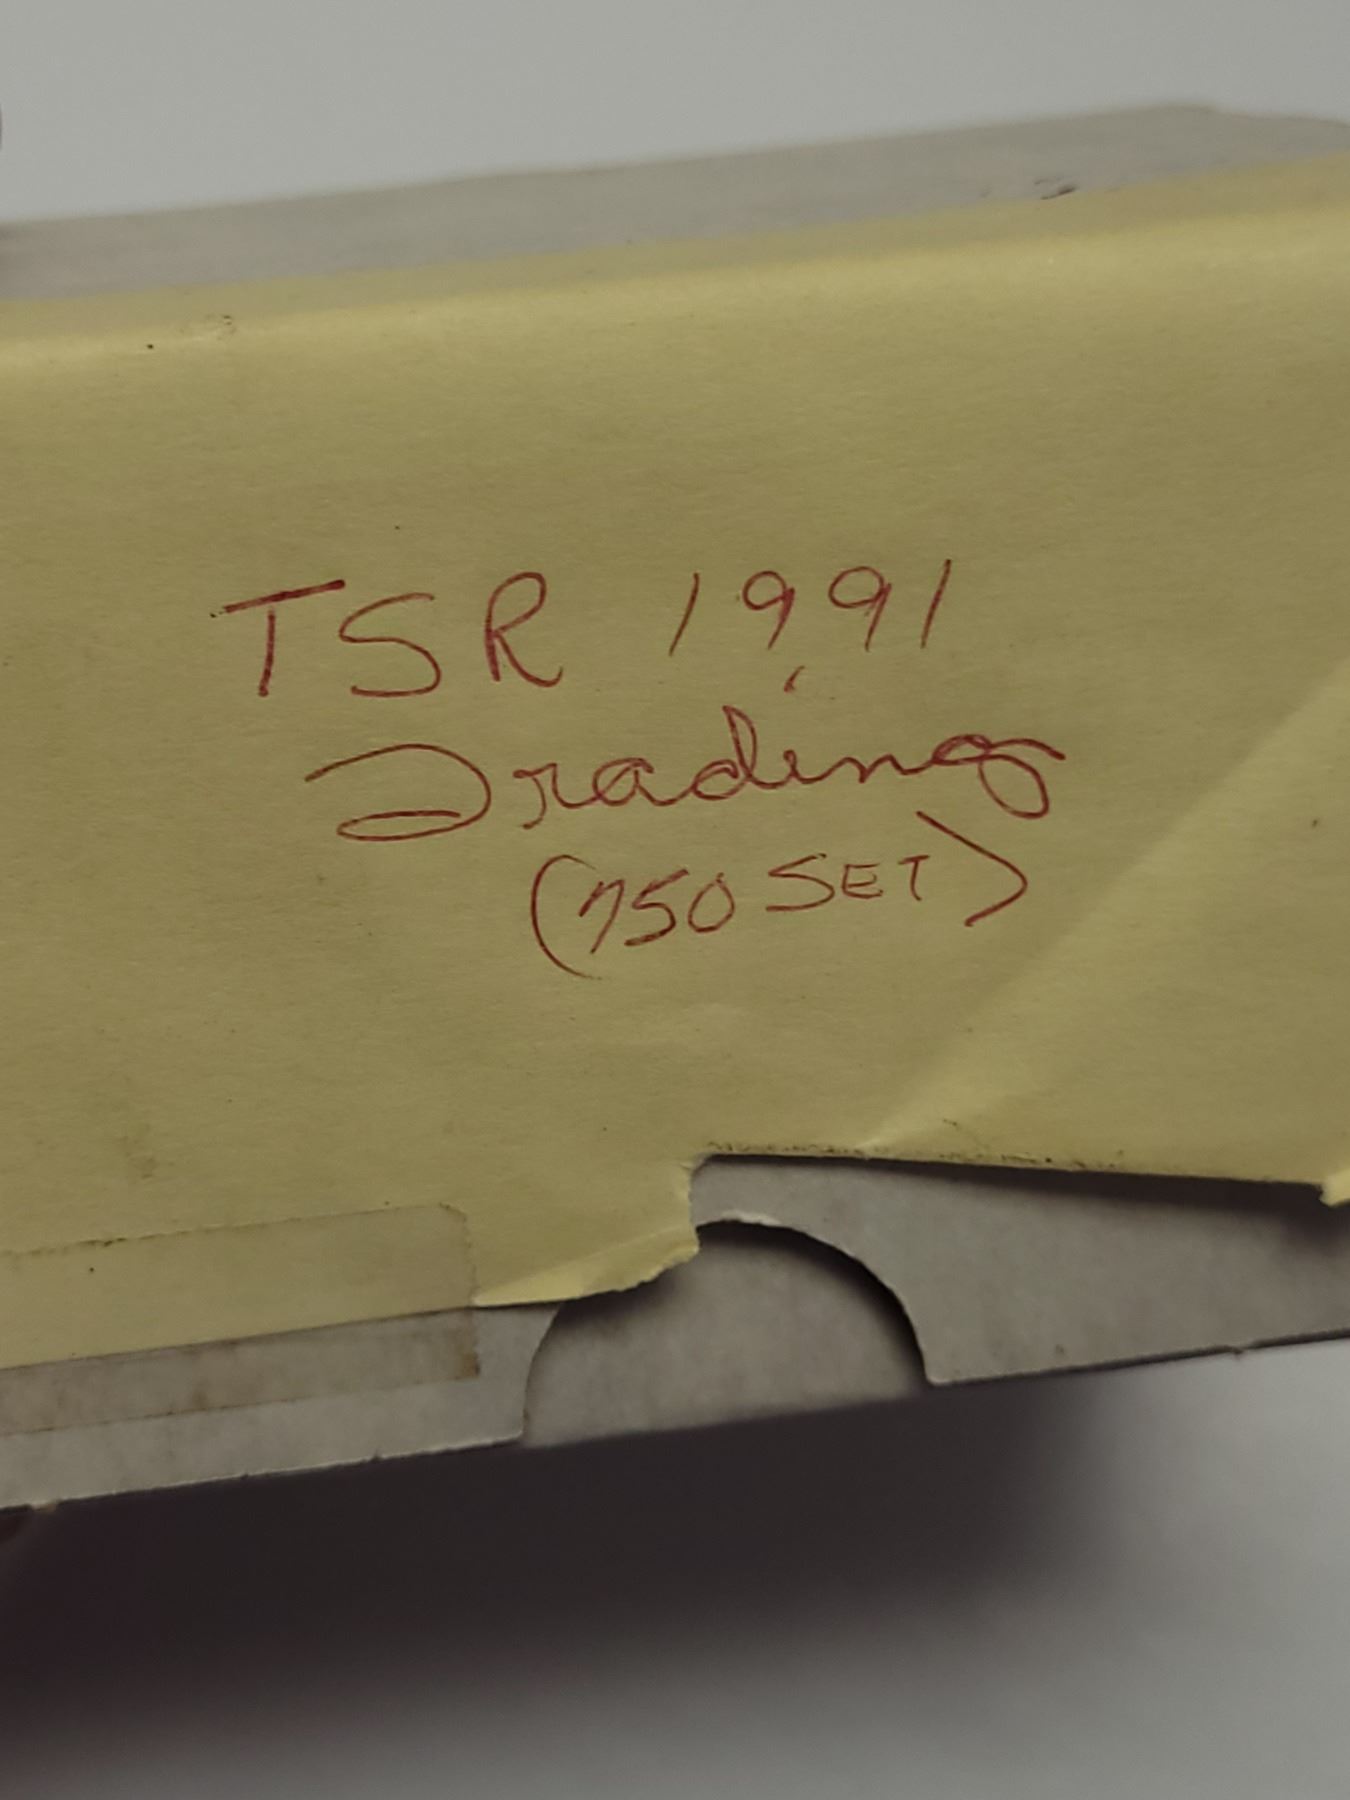 TSR 1991
Trading
(750 SET)